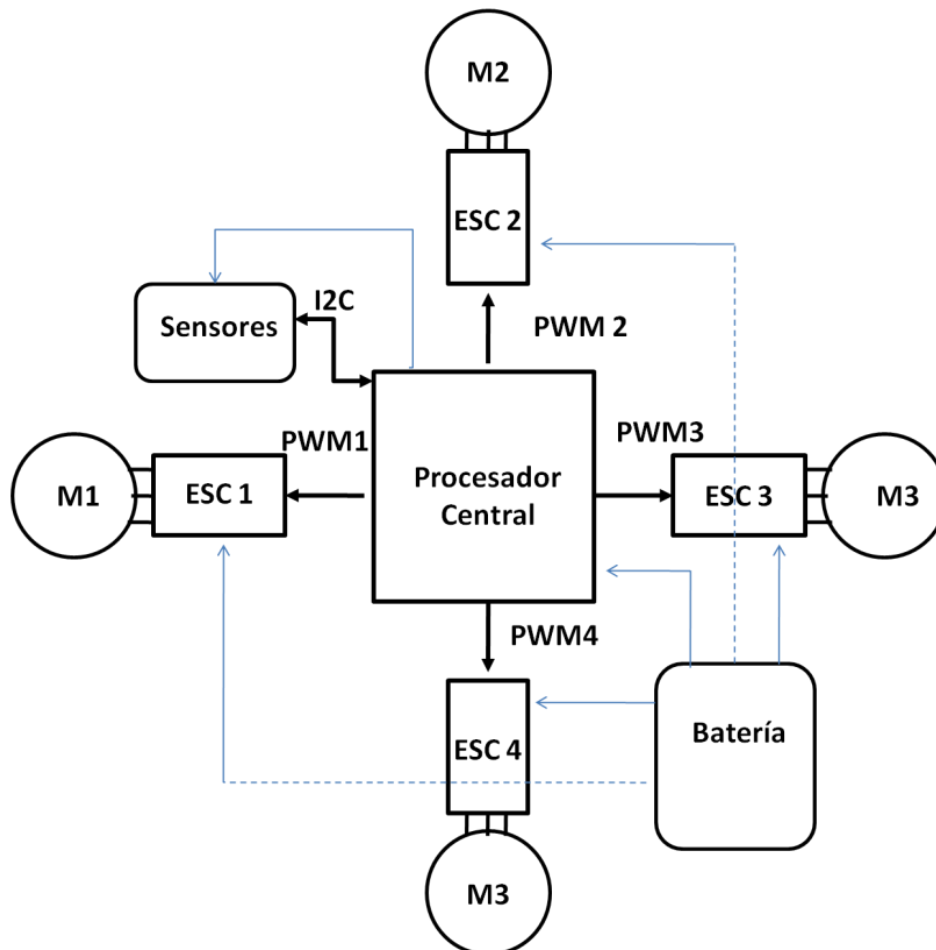 M2
ESC 2
I2C
Sensores
PWM 2
PWM1
PWM3
M1
ESC 1
Procesador
Central
ESC 3
M3
PWM4
ESC 4
Batería
M3